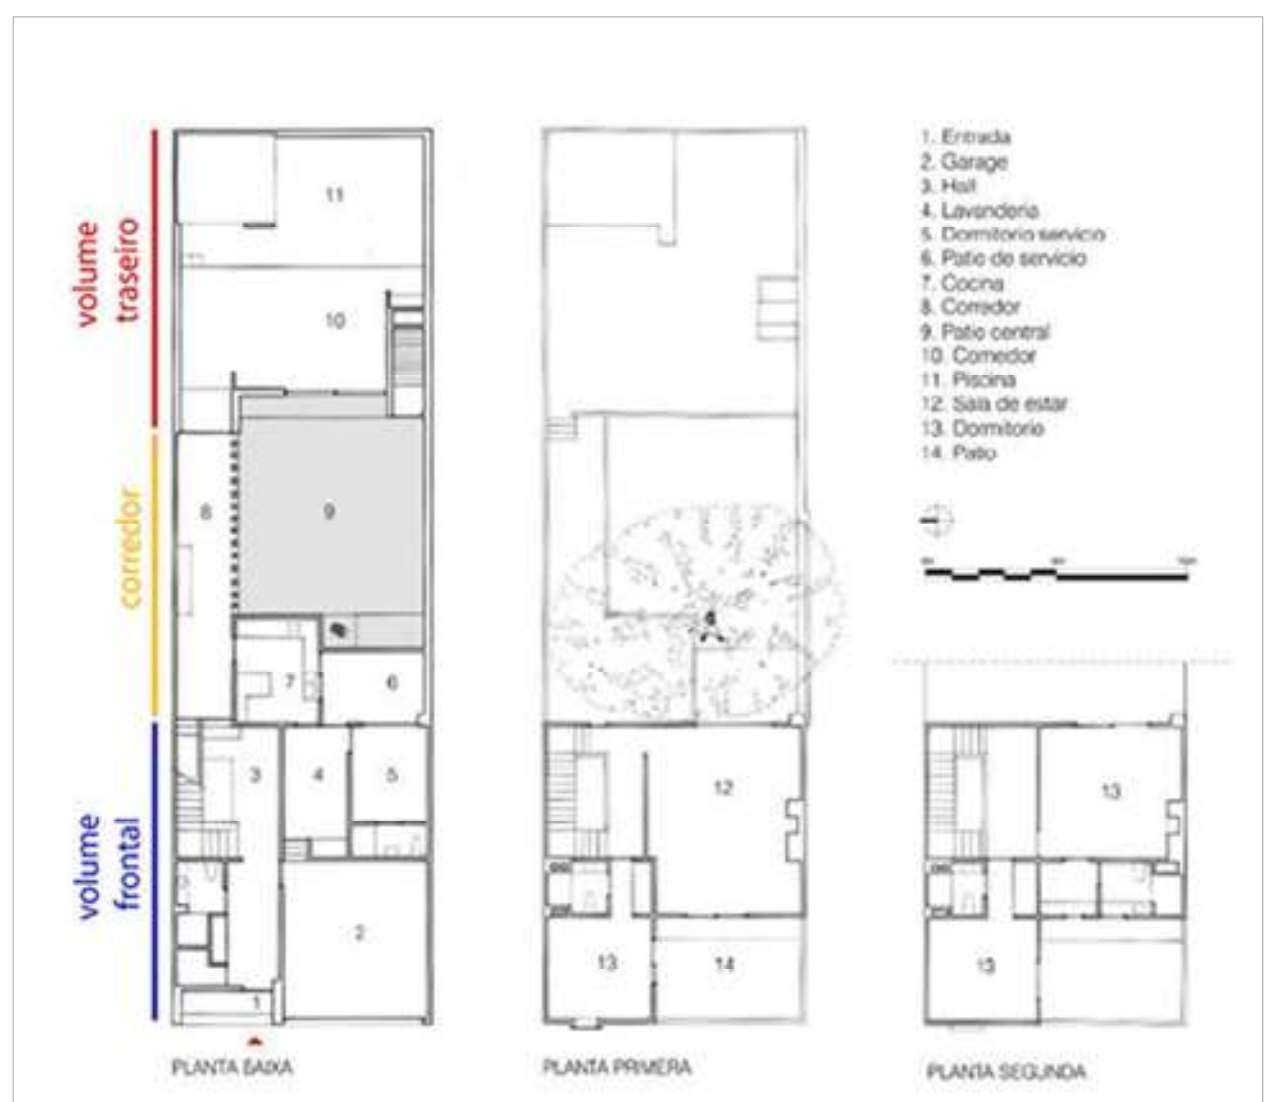 volume
traseiro
corredor
volume
frontal
11
10
8
9
7
6
3
4
5
2
1
PLANTA BAIXA
12
13
14
PLANTA PRIMERA
1. Entrada
2. Garage
3. Hall
4. Lavanderia
5. Dormitorio servicio
6. Patio de servicio
7. Cocina
8. Corredor
9. Patio central
10. Comedor
11. Piscina
12. Sala de estar
13. Dormitorio
14. Patio
13
13
PLANTA SEGUNDA